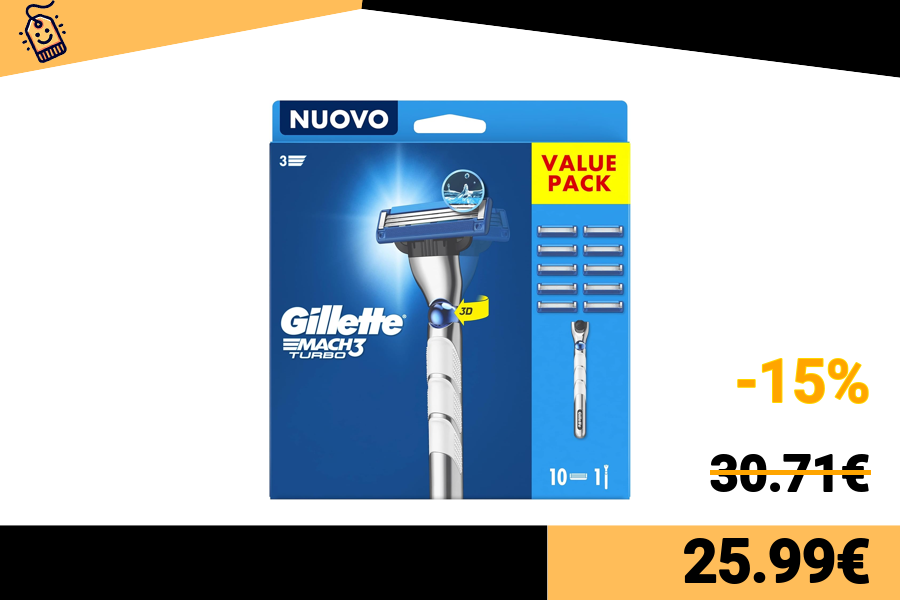 NUOVO
3
VALUE
PACK
3D
Gillette
MACH3
TURBO
10 1
-15%
30.71€
25.99€